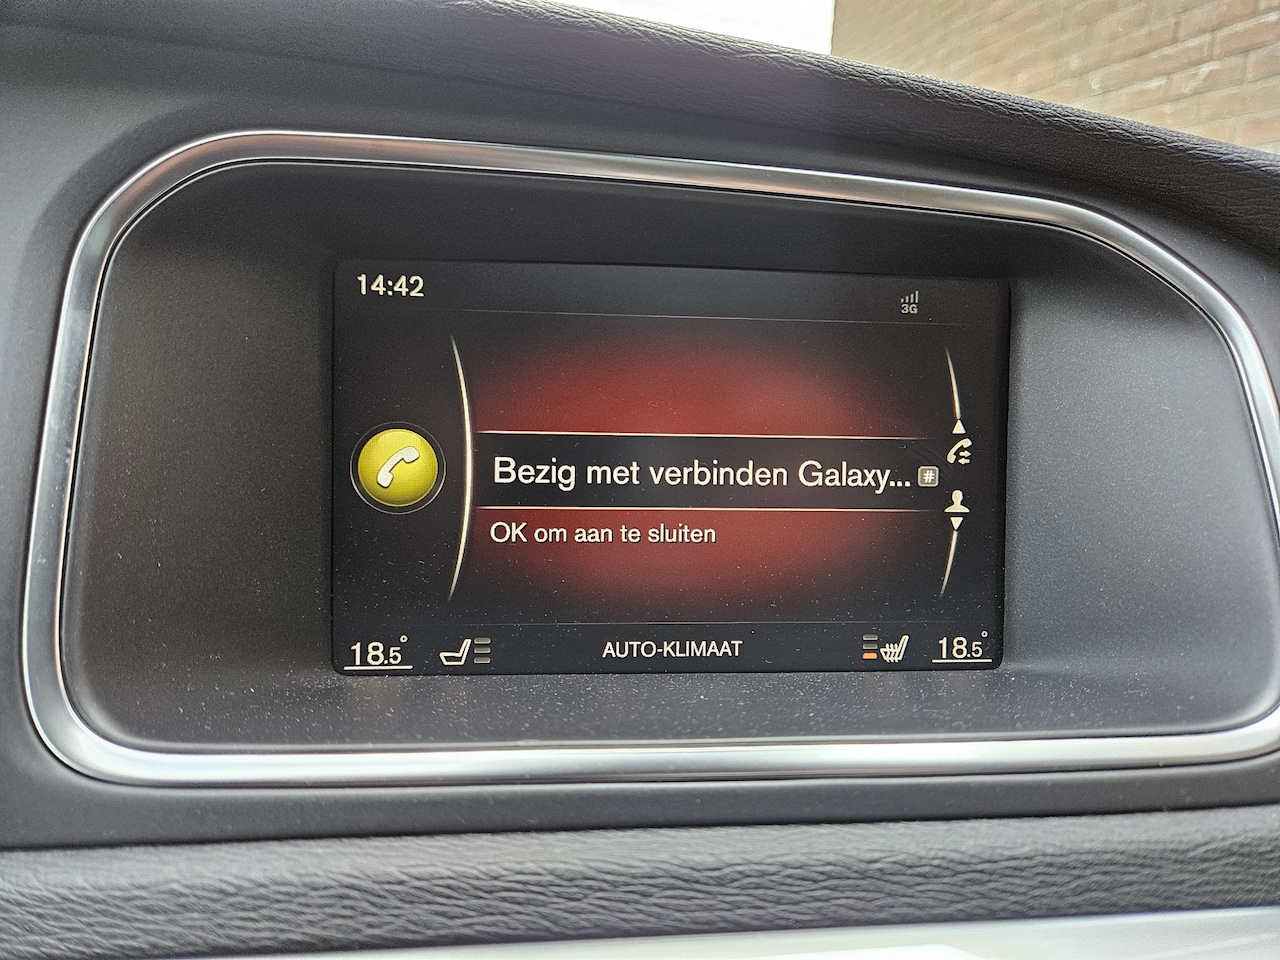 14:42
3G
Bezig met verbinden Galaxy... #
OK om aan te sluiten
18.5° AUTO-KLIMAAT 18.5°